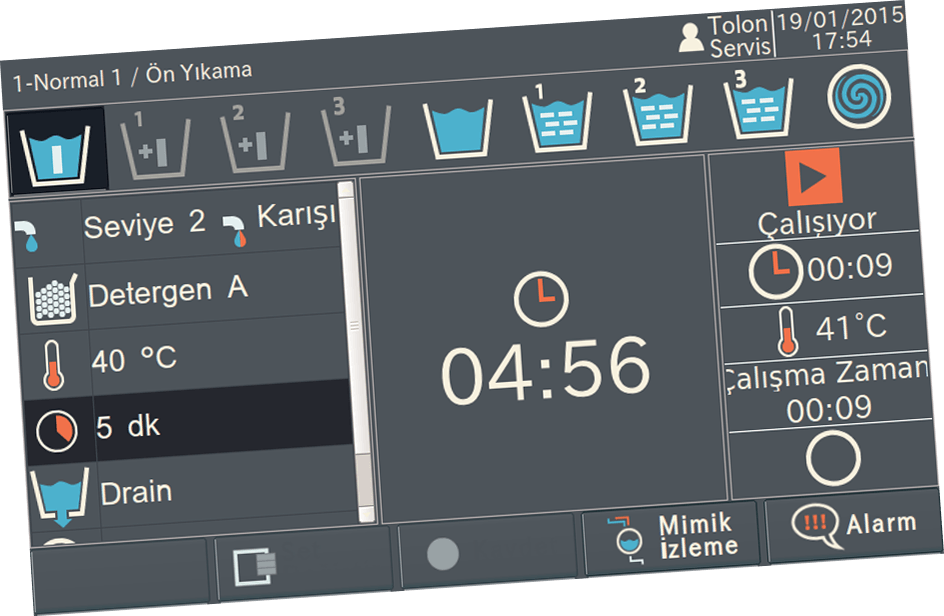 1-Normal 1 / Ön Yıkama
Tolon
Servis
19/01/2015
17:54
1
2
3
1
2
3
Seviye 2
Karışı
Detergen A
40 °C
5 dk
Drain
04:56
Çalışıyor
00:09
41°C
Çalışma Zaman
00:09
Mimik
İzleme
!!! Alarm